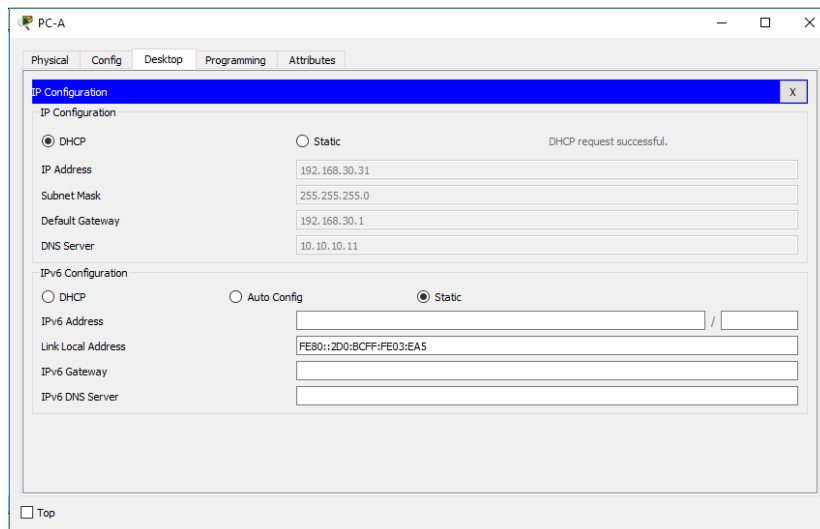 PC-A
Physical Config Desktop Programming Attributes
IP Configuration X
IP Configuration
DHCP Static DHCP request successful.
IP Address 192.168.30.31
Subnet Mask 255.255.255.0
Default Gateway 192.168.30.1
DNS Server 10.10.10.11
IPv6 Configuration
DHCP Auto Config Static
IPv6 Address /
Link Local Address FE80::2D0:BCFF:FE03:EA5
IPv6 Gateway
IPv6 DNS Server
Top